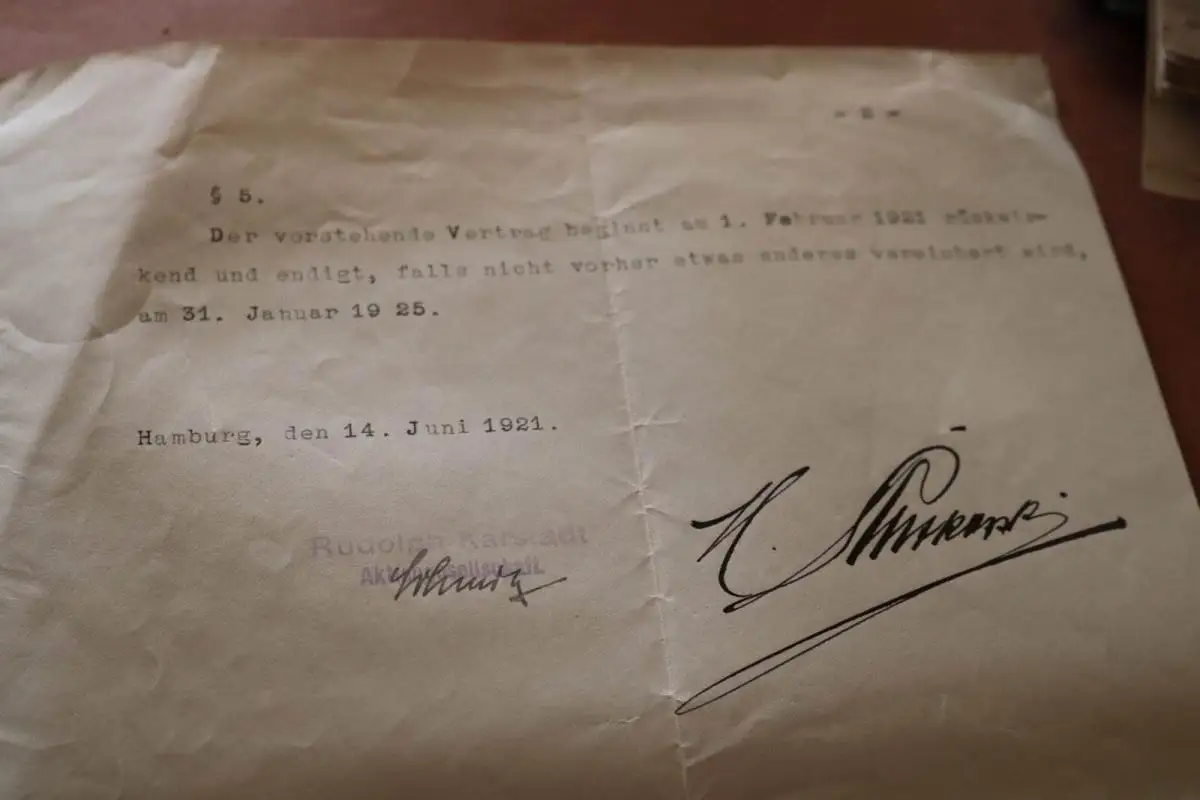 - 2 -
§ 5.
Der vorstehende Vertrag beginnt am 1. Februar 1921 rückwir-
kend und endigt, falls nicht vorher etwas anderes vereinbart wird,
am 31. Januar 19 25.
Hamburg, den 14. Juni 1921.
Rudolph Karstadt
Aktiengesellschaft.
H.